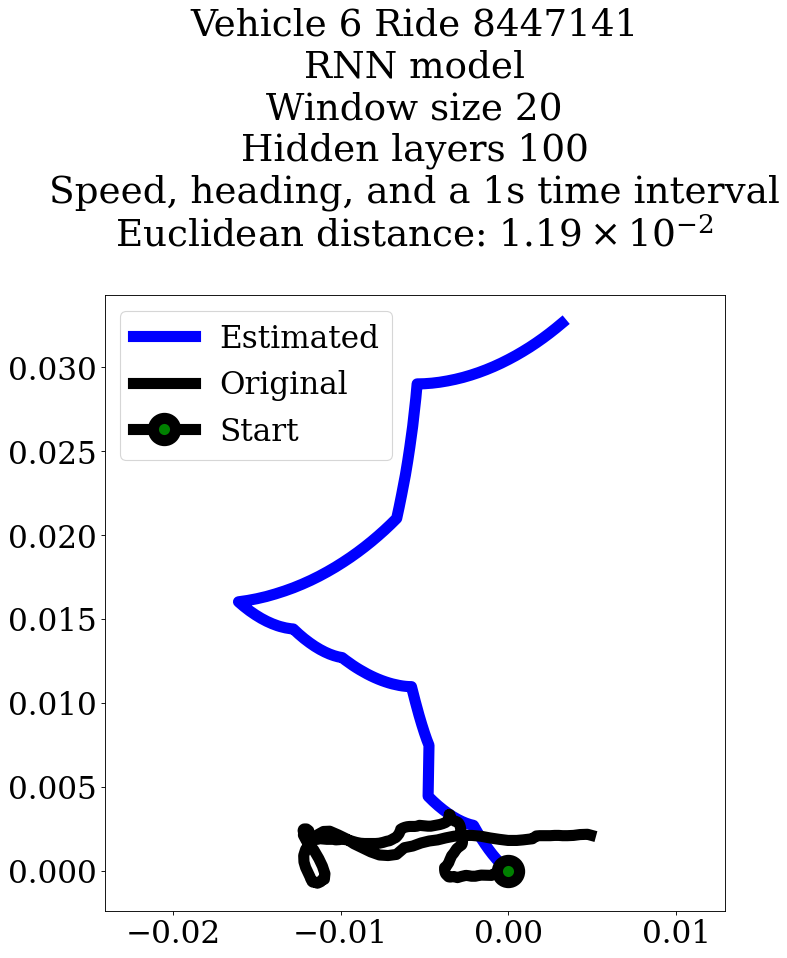 Vehicle 6 Ride 8447141
RNN model
Window size 20
Hidden layers 100
Speed, heading, and a 1s time interval
Euclidean distance: 1.19 × 10⁻²
Estimated
Original
Start
0.030
0.025
0.020
0.015
0.010
0.005
0.000
−0.02 −0.01 0.00 0.01